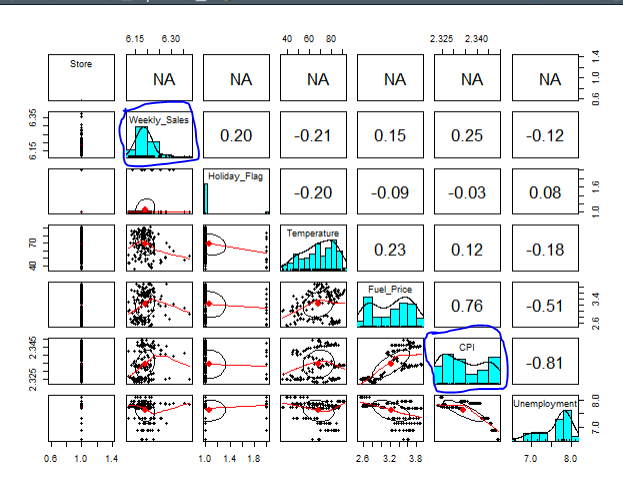 6.15 6.30 40 60 80 2.325 2.340
Store NA NA NA NA NA NA 0.6 1.0 1.4
6.15 6.35 Weekly_Sales 0.20 -0.21 0.15 0.25 -0.12
Holiday_Flag -0.20 -0.09 -0.03 0.08 1.0 1.6
40 70 Temperature 0.23 0.12 -0.18
Fuel_Price 0.76 -0.51 2.6 3.4
2.325 2.345 CPI -0.81
Unemployment 7.0 8.0
0.6 1.0 1.4 1.0 1.4 1.8 2.6 3.2 3.8 7.0 8.0